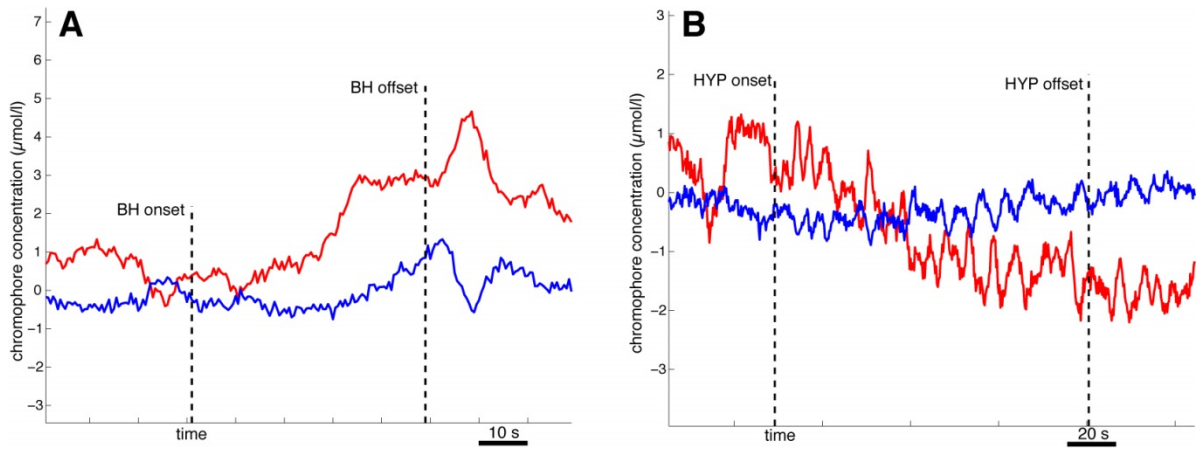 A
chromophore concentration (μmol/l)
7
6
5
4
3
2
1
0
−1
−2
−3
BH onset
BH offset
time
10 s
B
chromophore concentration (μmol/l)
3
2
1
0
−1
−2
−3
HYP onset
HYP offset
time
20 s